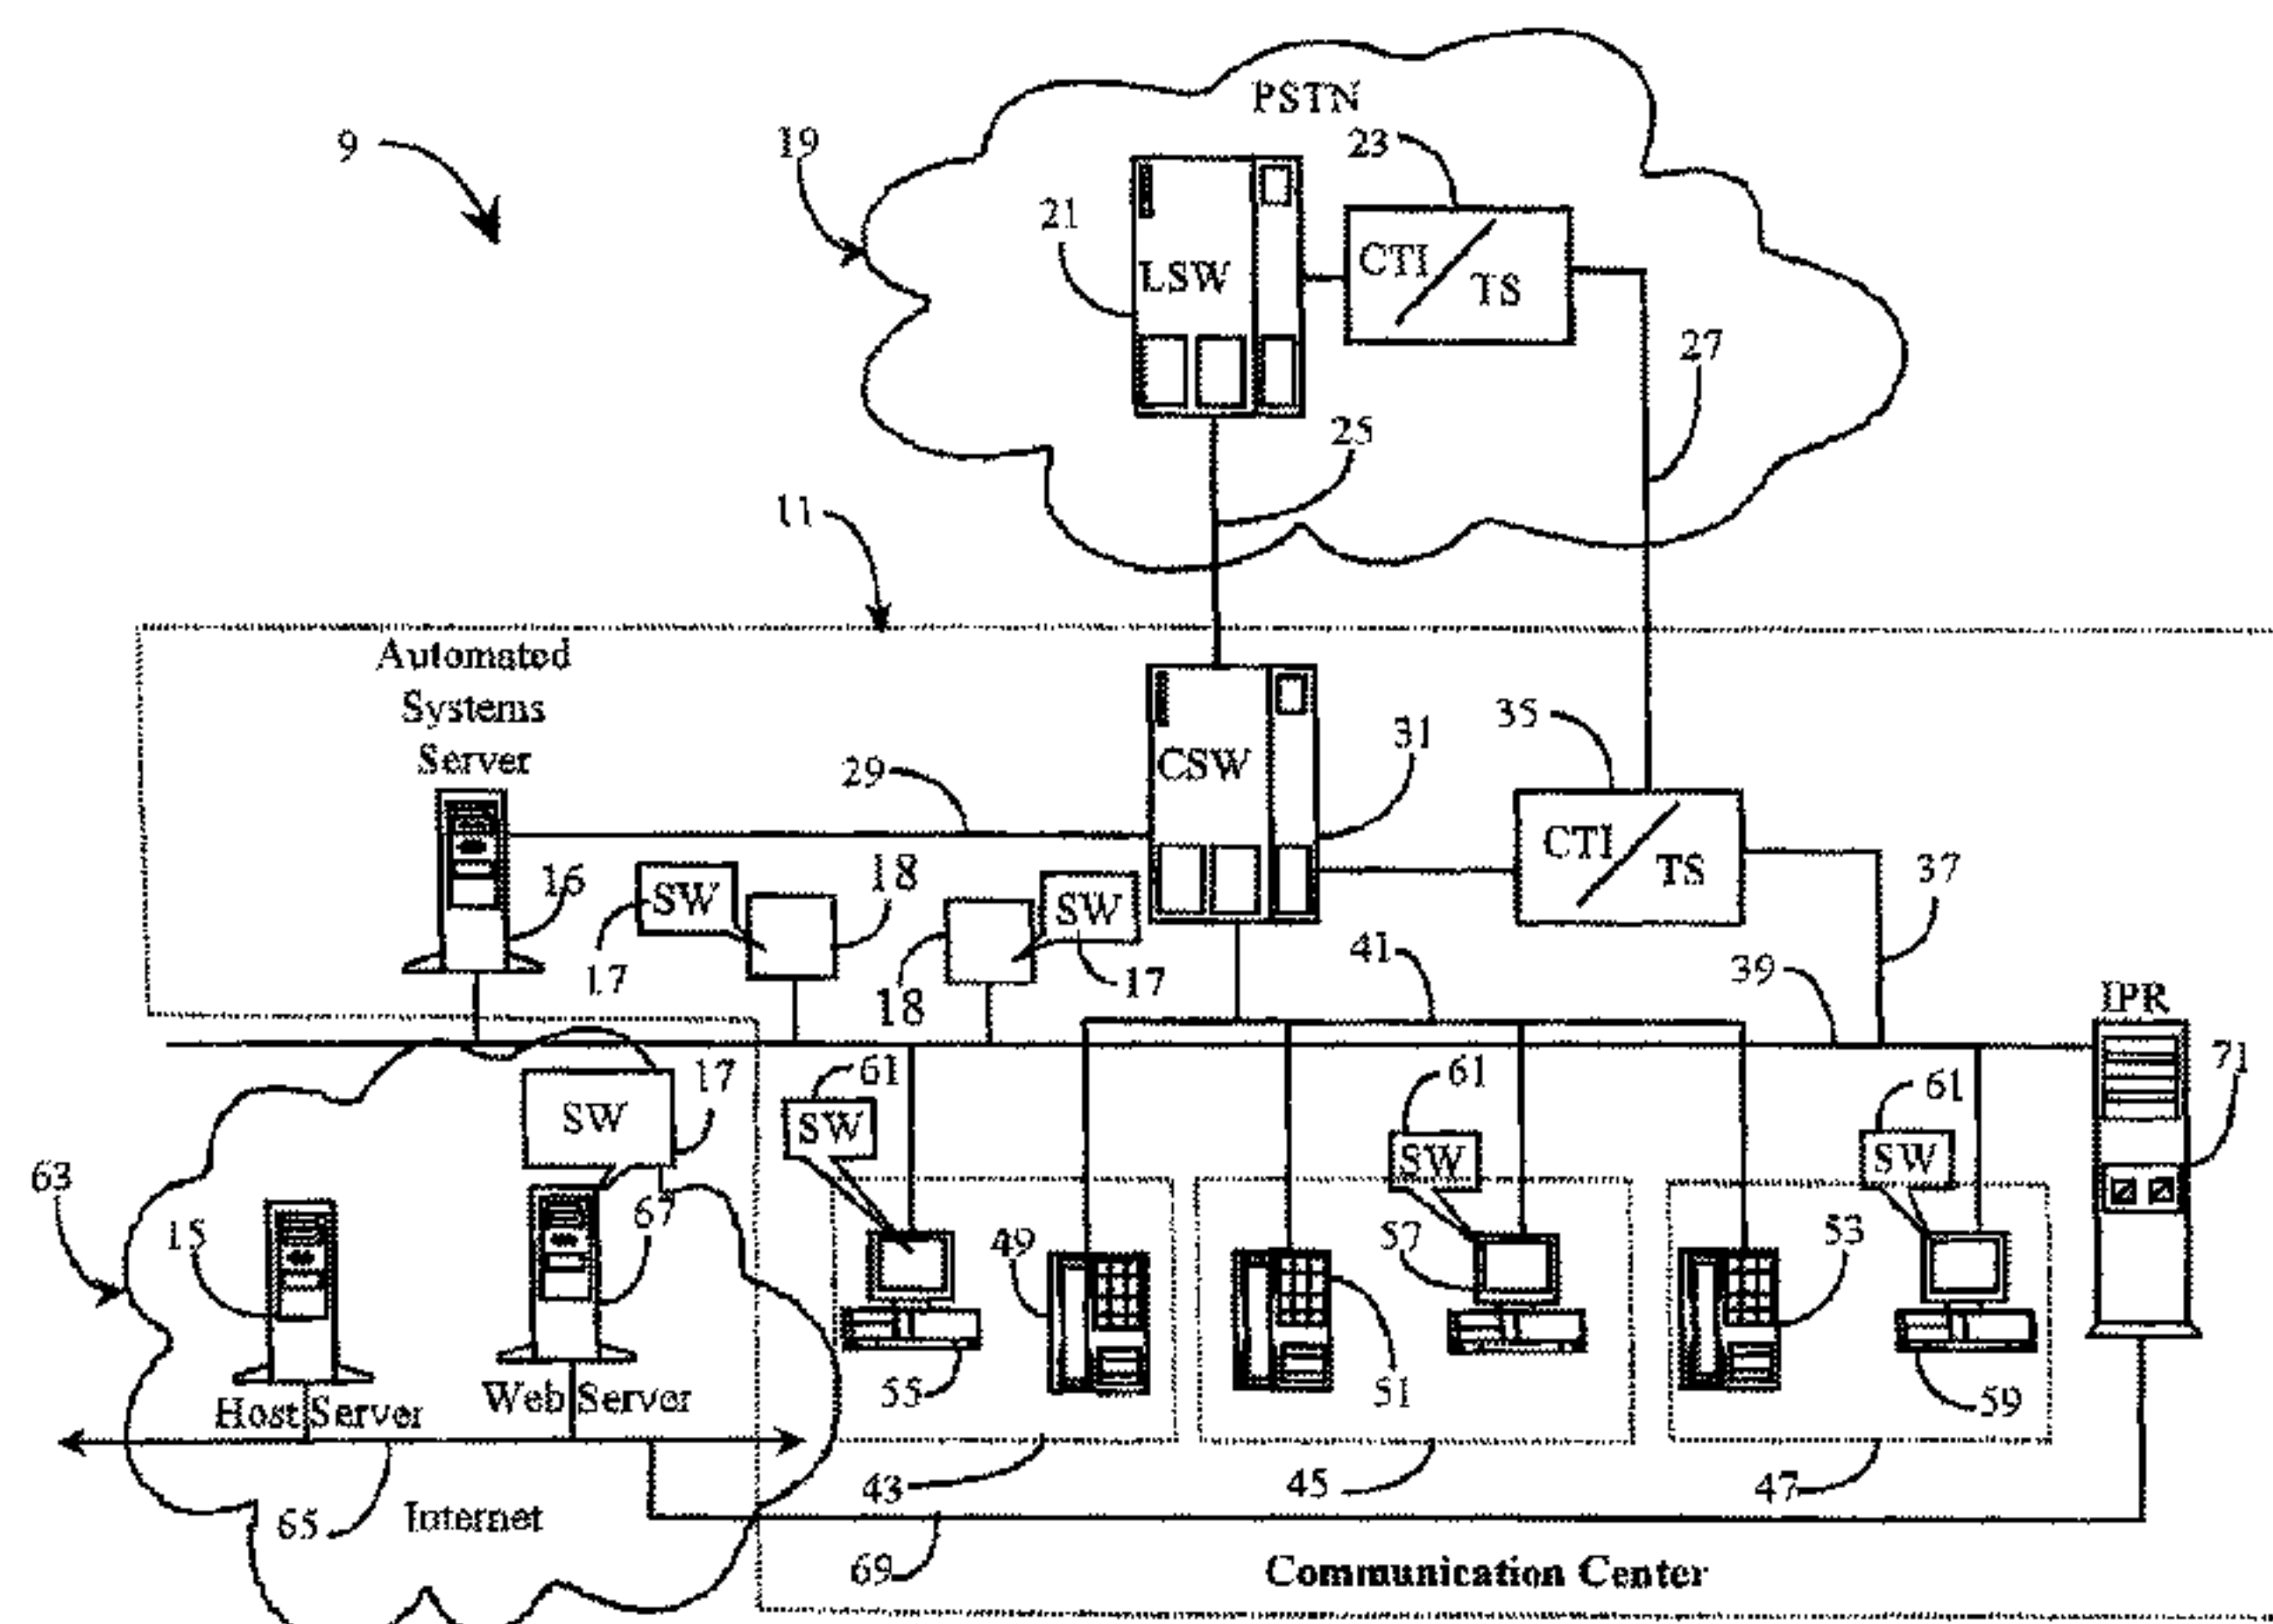 PSTN
9
19
23
21
CTI
LSW
TS
27
25
11
Automated
Systems
Server
35
31
CSW
29
CTI
TS
37
16
SW
18
SW
17
18
17
41
39
IPR
17
61
61
61
71
SW
SW
SW
SW
63
67
15
49
57
53
55
51
59
Host Server
Web Server
43
45
47
65
Internet
69
Communication Center